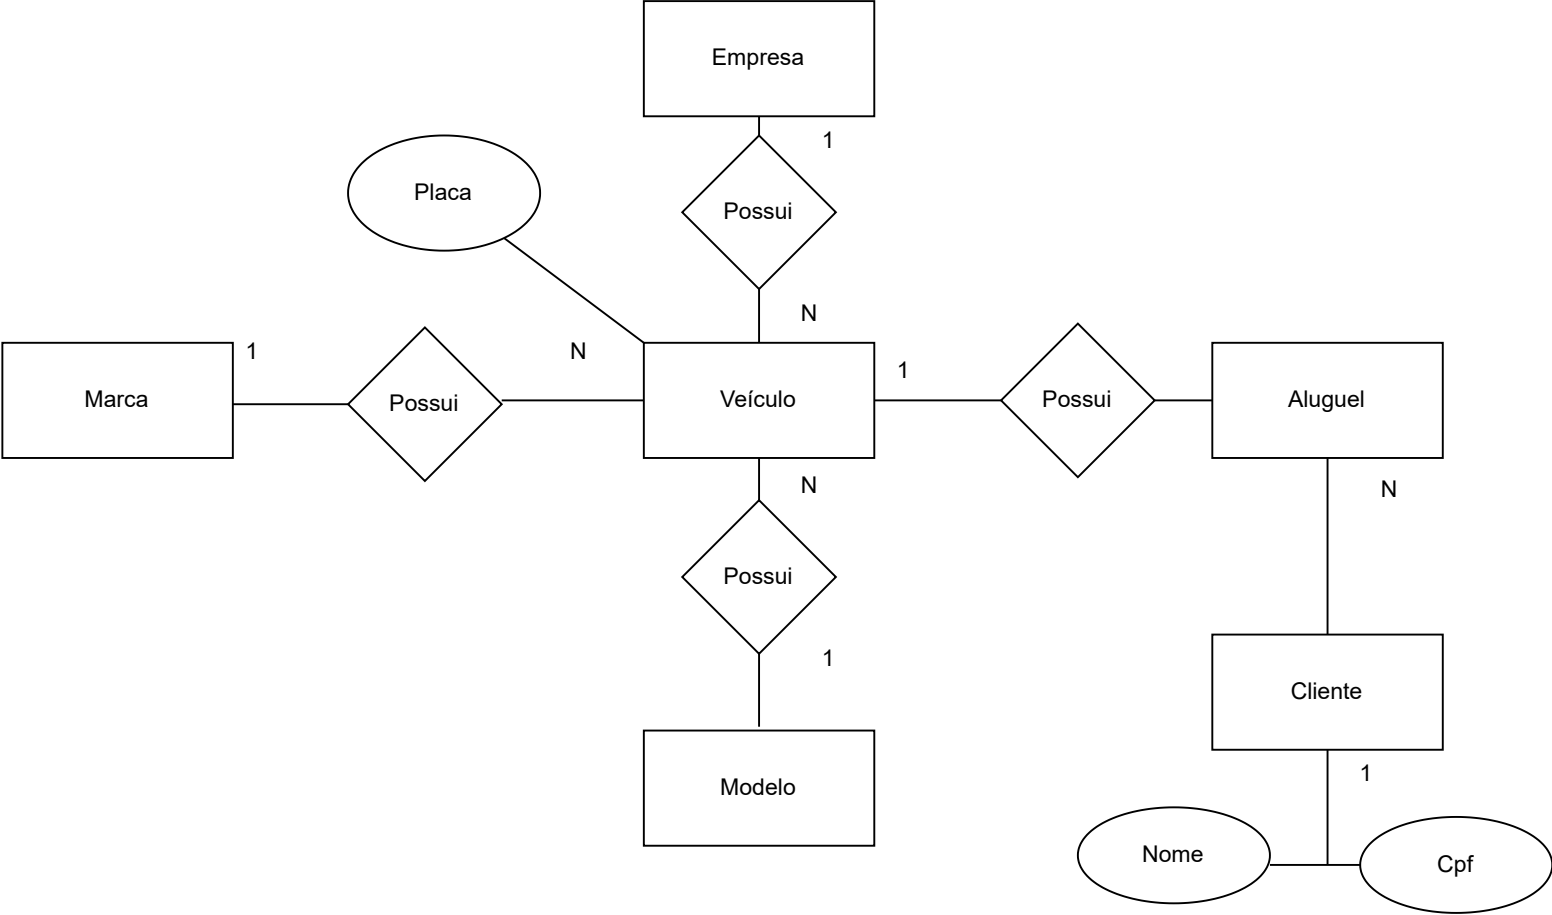 Empresa
1
Placa
Possui
N
1
N
1
Marca
Possui
Veículo
Possui
Aluguel
N
N
Possui
1
Cliente
1
Modelo
Nome
Cpf